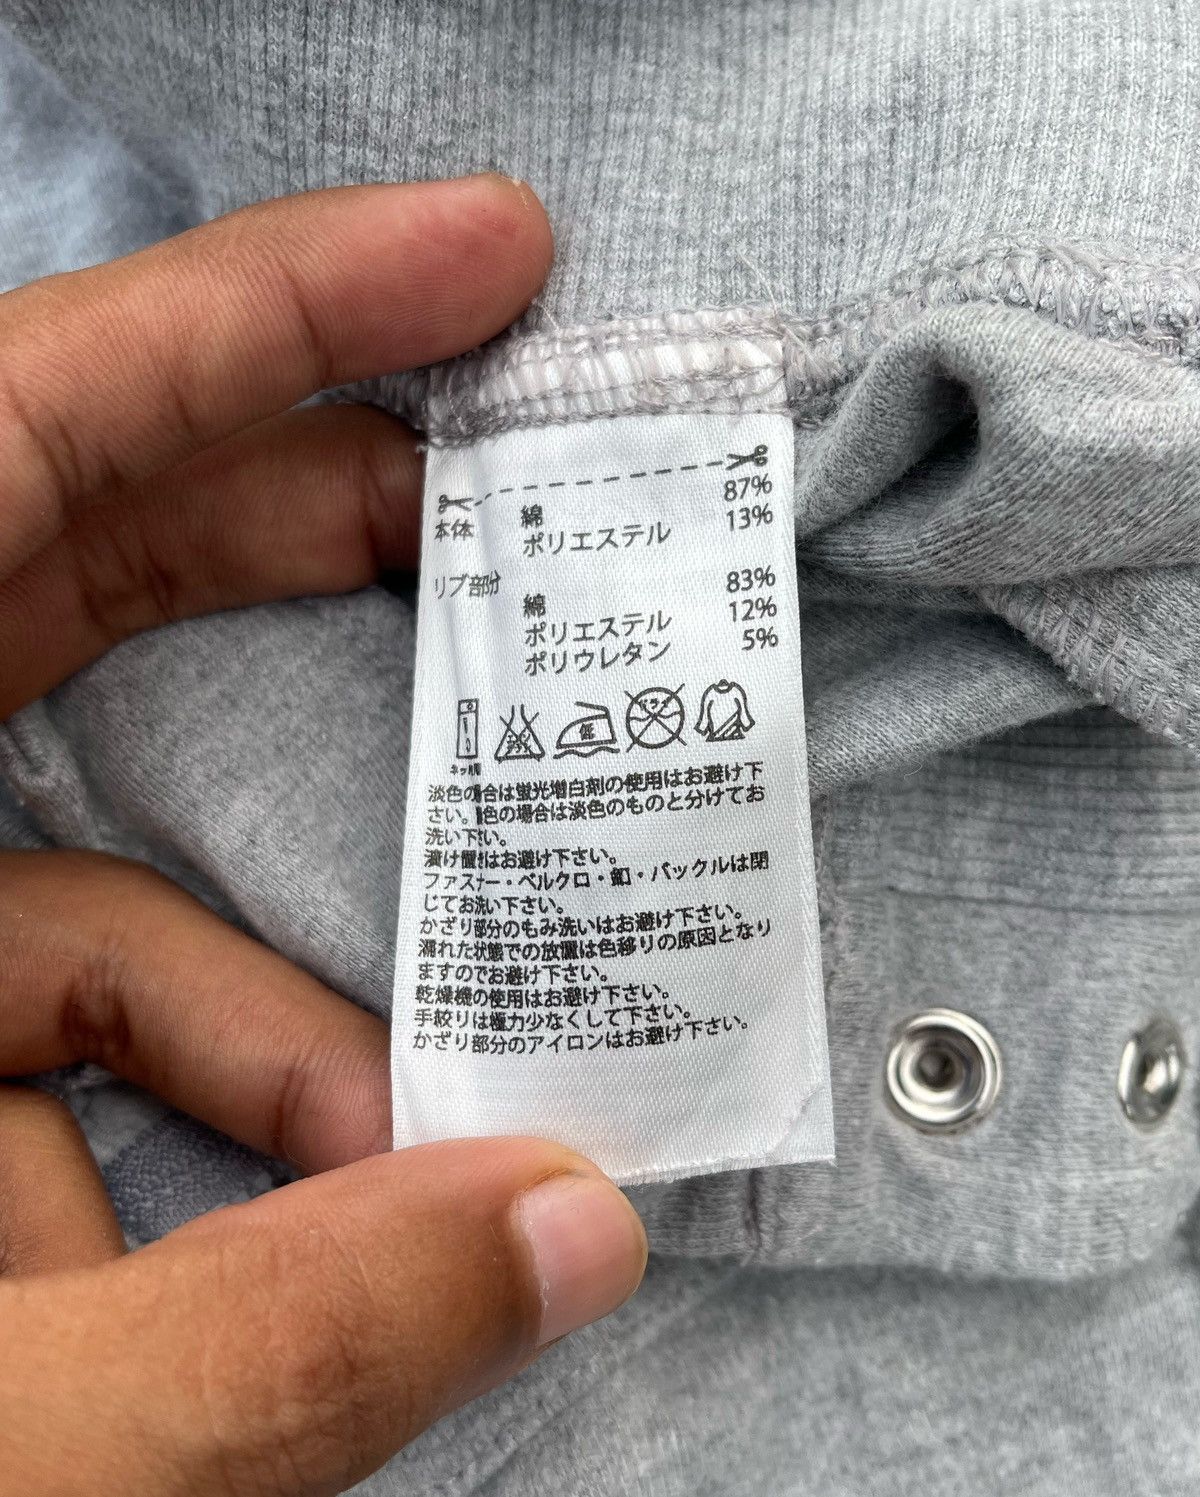 本体 綿 87%
ポリエステル 13%
リブ部分
綿 83%
ポリエステル 12%
ポリウレタン 5%
低
ドライ
淡色の場合は蛍光増白剤の使用はお避け下
さい。色の場合は淡色のものと分けてお
洗い下さい。
漬け置きはお避け下さい。
ファスナー・ベルクロ・釦・バックルは閉
じてお洗い下さい。
かざり部分のもみ洗いはお避け下さい。
濡れた状態での放置は色移りの原因となり
ますのでお避け下さい。
乾燥機の使用はお避け下さい。
手絞りは極力少なくして下さい。
かざり部分のアイロンはお避け下さい。